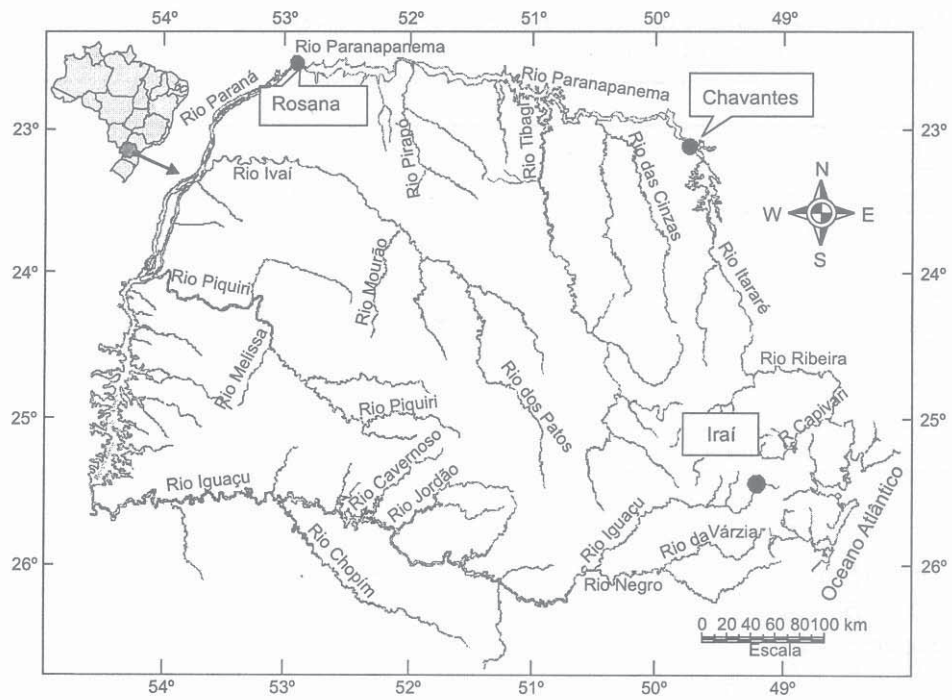 54° 53° 52° 51° 50° 49°
Rio Paranapanema
Rio Paraná
Rosana
Rio Paranapanema
Chavantes
23° 23°
Rio Ivaí
Rio Pirapó
Rio Tibagi
Rio das Cinzas
N
W E
S
24° 24°
Rio Piquiri
Rio Mourão
Rio Itararé
Rio Melissa
Rio dos Patos
Rio Ribeira
25° 25°
Rio Piquiri
Iraí
R. Capivari
Rio Iguaçu
Rio Cavernoso
Rio Jordão
Rio Iguaçu
Rio da Várzia
Oceano Atlântico
26° 26°
Rio Chopim
Rio Negro
0 20 40 60 80 100 km
Escala
54° 53° 52° 51° 50° 49°